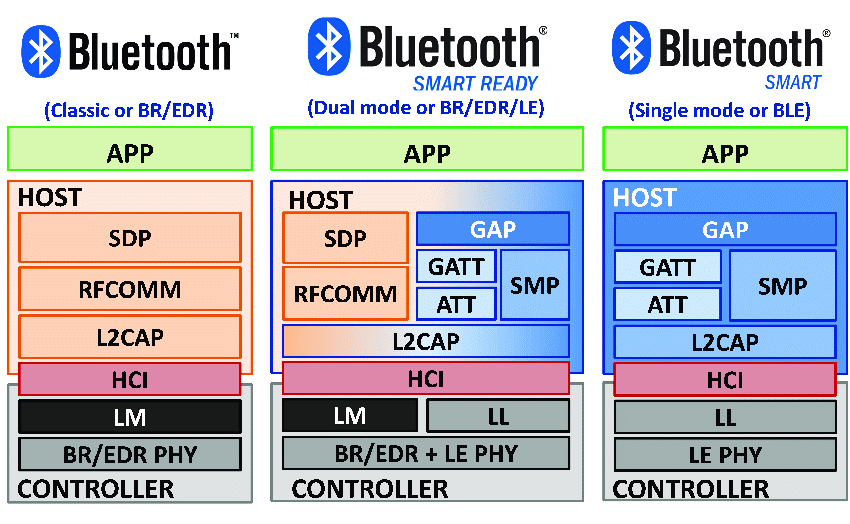 Bluetooth™
(Classic or BR/EDR)
APP
HOST
SDP
RFCOMM
L2CAP
HCI
LM
BR/EDR PHY
CONTROLLER
Bluetooth®
SMART READY
(Dual mode or BR/EDR/LE)
APP
HOST
SDP
GAP
RFCOMM
GATT
ATT
SMP
L2CAP
HCI
LM
LL
BR/EDR + LE PHY
CONTROLLER
Bluetooth®
SMART
(Single mode or BLE)
APP
HOST
GAP
GATT
ATT
SMP
L2CAP
HCI
LL
LE PHY
CONTROLLER